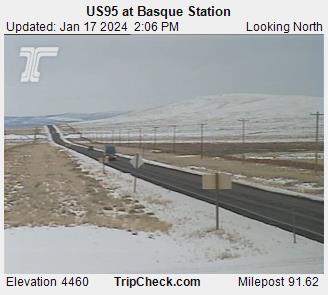 US95 at Basque Station
Updated: Jan 17 2024 2:06 PM Looking North
Elevation 4460 TripCheck.com Milepost 91.62